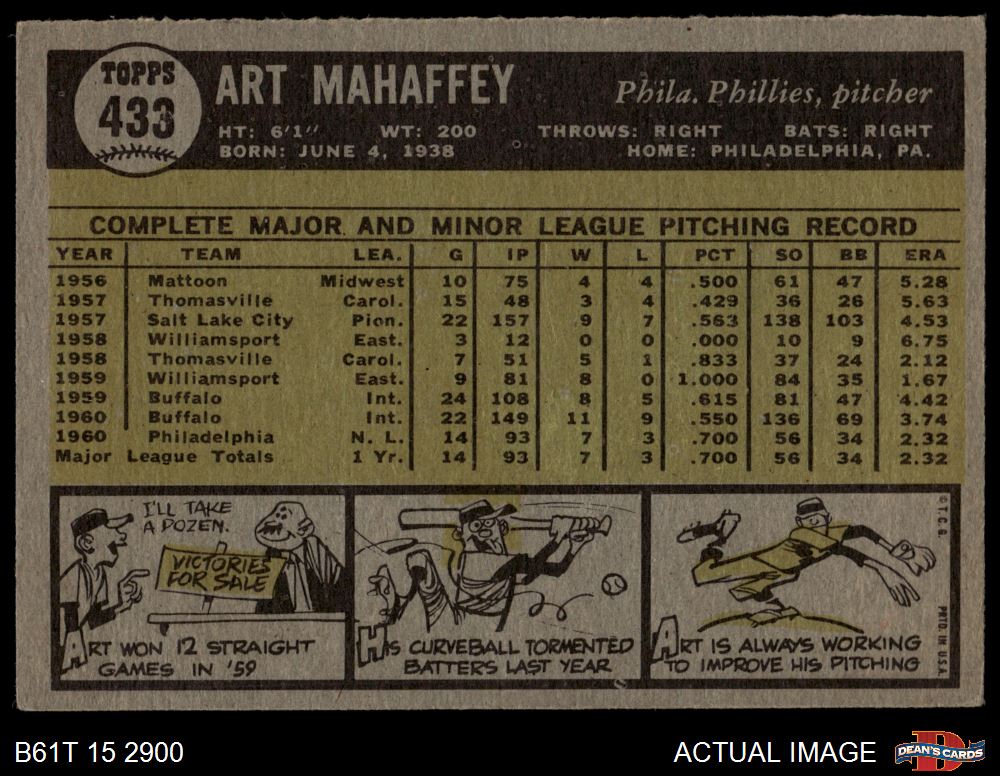 TOPPS
433
ART MAHAFFEY
Phila. Phillies, pitcher
HT: 6'1" WT: 200 THROWS: RIGHT BATS: RIGHT
BORN: JUNE 4, 1938 HOME: PHILADELPHIA, PA.
COMPLETE MAJOR AND MINOR LEAGUE PITCHING RECORD
YEAR TEAM LEA. G IP W L PCT SO BB ERA
1956 Mattoon Midwest 10 75 4 4 .500 61 47 5.28
1957 Thomasville Carol. 15 48 3 4 .429 36 26 5.63
1957 Salt Lake City Pion. 22 157 9 7 .563 138 103 4.53
1958 Williamsport East. 3 12 0 0 .000 10 9 6.75
1958 Thomasville Carol. 7 51 5 1 .833 37 24 2.12
1959 Williamsport East. 9 81 8 0 1.000 84 35 1.67
1959 Buffalo Int. 24 108 8 5 .615 81 47 4.42
1960 Buffalo Int. 22 149 11 9 .550 136 69 3.74
1960 Philadelphia N. L. 14 93 7 3 .700 56 34 2.32
Major League Totals 1 Yr. 14 93 7 3 .700 56 34 2.32
I'LL TAKE
A DOZEN.
VICTORIES
FOR SALE
ART WON 12 STRAIGHT
GAMES IN '59
HIS CURVEBALL TORMENTED
BATTERS LAST YEAR
ART IS ALWAYS WORKING
TO IMPROVE HIS PITCHING
© T.C.G. PRTD. IN U.S.A.
B61T 15 2900
ACTUAL IMAGE
DEAN'S CARDS